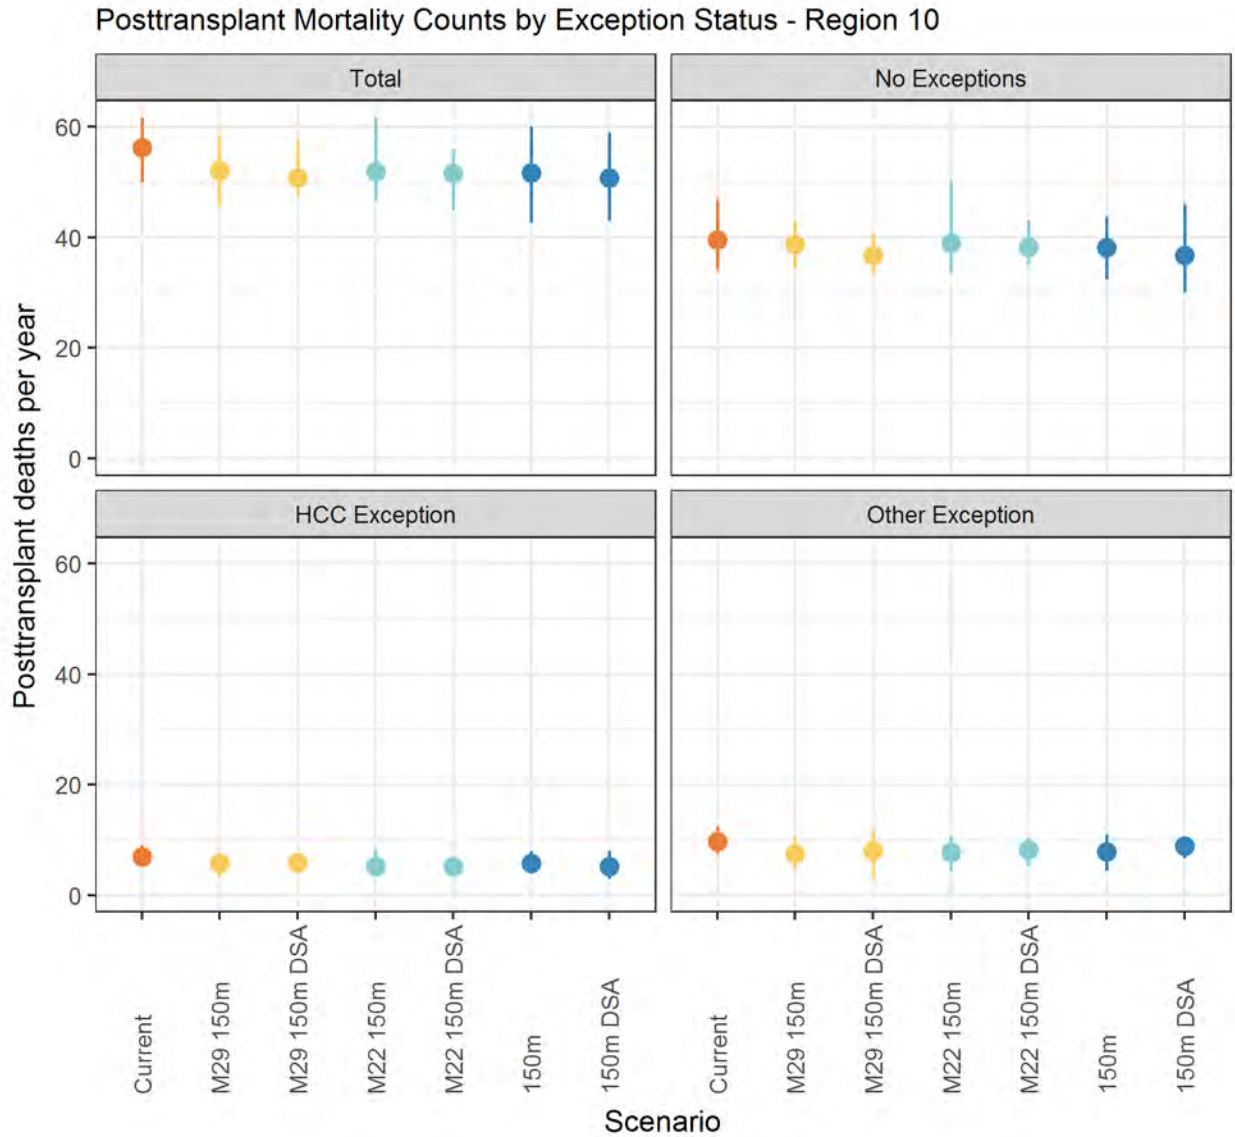 Posttransplant Mortality Counts by Exception Status - Region 10
Total
No Exceptions
60
40
20
0
HCC Exception
Other Exception
60
40
20
0
Posttransplant deaths per year
Current
M29 150m
M29 150m DSA
M22 150m
M22 150m DSA
150m
150m DSA
Current
M29 150m
M29 150m DSA
M22 150m
M22 150m DSA
150m
150m DSA
Scenario